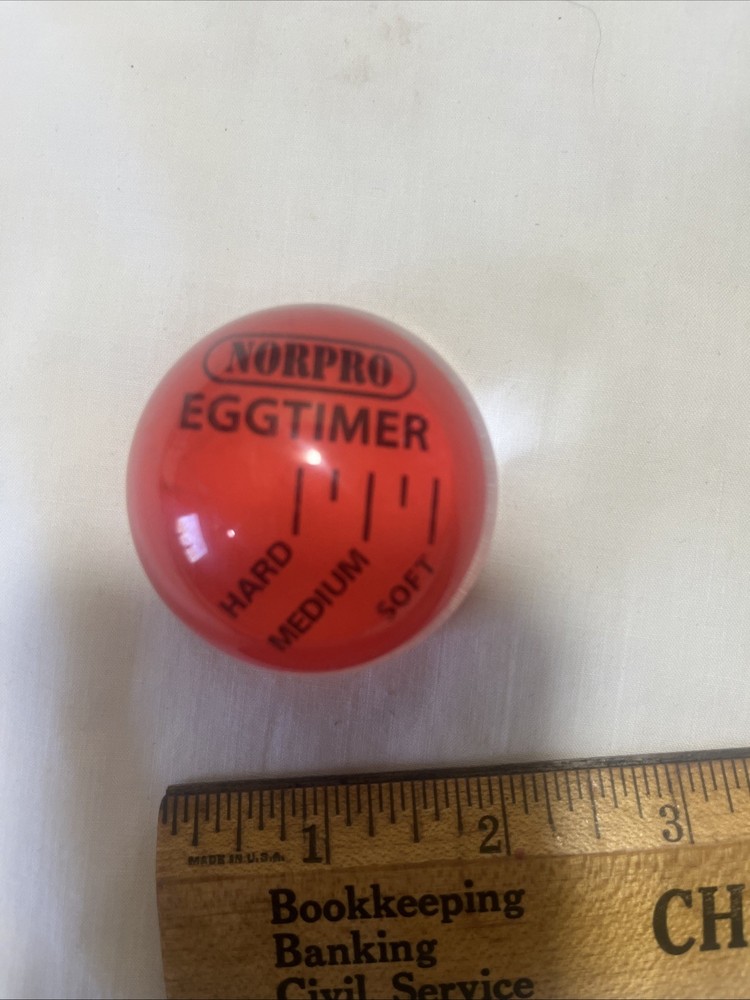 NORPRO
EGGTIMER
HARD
MEDIUM
SOFT
1 2 3
MADE IN U.S.A.
Bookkeeping
CH
Banking
Civil Service